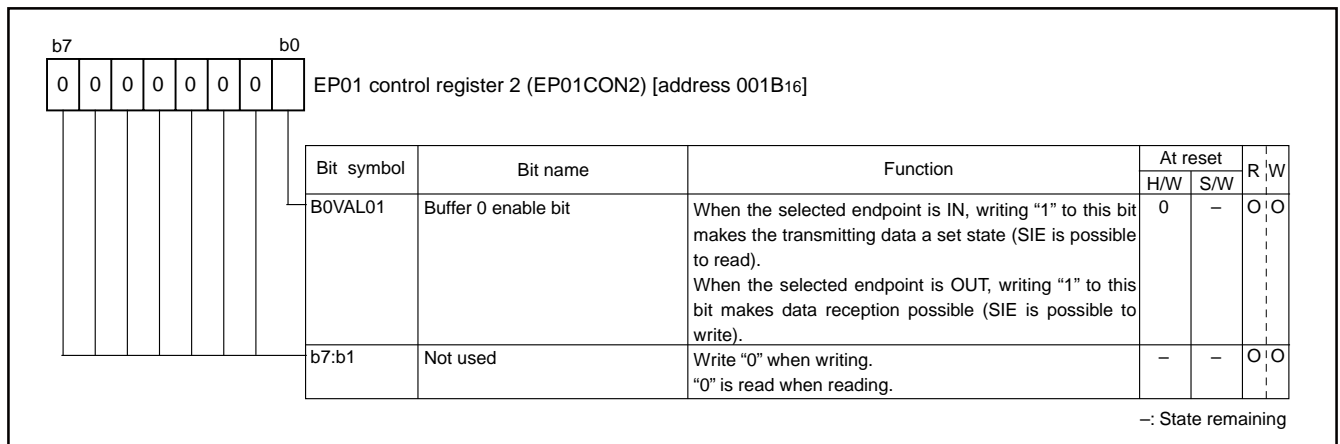 b7 b0
0 0 0 0 0 0 0
EP01 control register 2 (EP01CON2) [address 001B16]
Bit symbol Bit name Function At reset R W
H/W S/W
B0VAL01 Buffer 0 enable bit When the selected endpoint is IN, writing “1” to this bit 0 – O O
makes the transmitting data a set state (SIE is possible
to read).
When the selected endpoint is OUT, writing “1” to this
bit makes data reception possible (SIE is possible to
write).
b7:b1 Not used Write “0” when writing. – – O O
“0” is read when reading.
–: State remaining